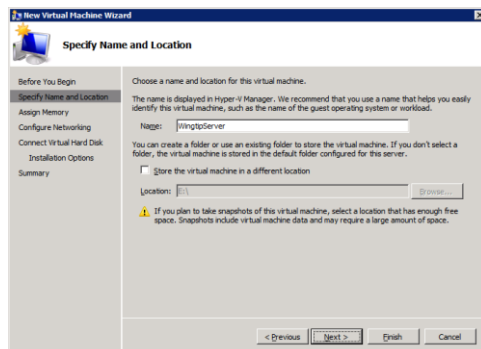 New Virtual Machine Wizard
Specify Name and Location
Before You Begin
Specify Name and Location
Assign Memory
Configure Networking
Connect Virtual Hard Disk
Installation Options
Summary
Choose a name and location for this virtual machine.
The name is displayed in Hyper-V Manager. We recommend that you use a name that helps you easily
identify this virtual machine, such as the name of the guest operating system or workload.
Name: WingtipServer
You can create a folder or use an existing folder to store the virtual machine. If you don't select a
folder, the virtual machine is stored in the default folder configured for this server.
Store the virtual machine in a different location
Location: E:\ Browse...
If you plan to take snapshots of this virtual machine, select a location that has enough free
space. Snapshots include virtual machine data and may require a large amount of space.
< Previous Next > Finish Cancel